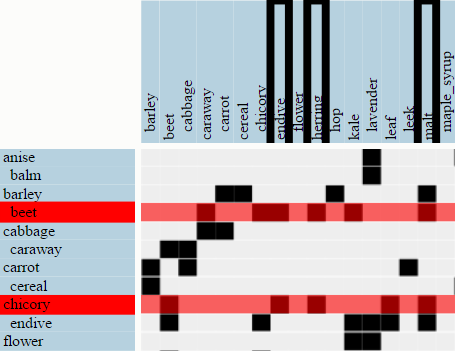 barley
beet
cabbage
caraway
carrot
cereal
chicory
endive
flower
herring
hop
kale
lavender
leaf
leek
malt
maple_syrup
anise
balm
barley
beet
cabbage
caraway
carrot
cereal
chicory
endive
flower